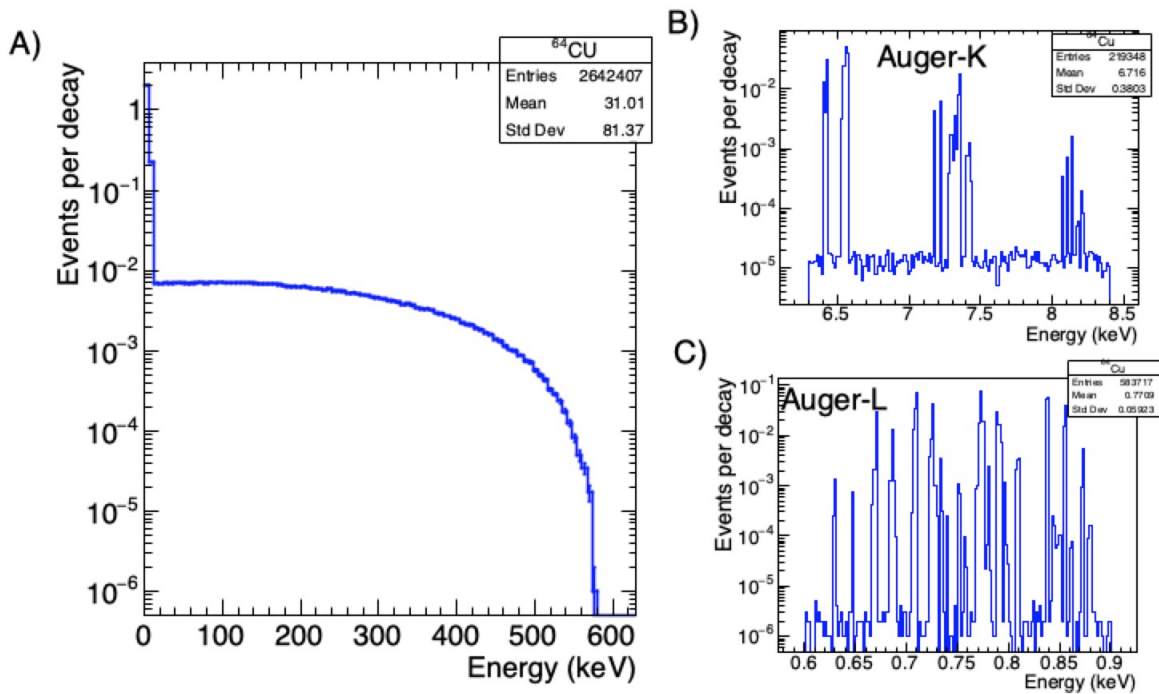 A)
Events per decay
⁶⁴CU
Entries 2642407
Mean 31.01
Std Dev 81.37
1
10⁻¹
10⁻²
10⁻³
10⁻⁴
10⁻⁵
10⁻⁶
0 100 200 300 400 500 600
Energy (keV)
B)
Events per decay
Auger-K
⁶⁴Cu
Entries 219348
Mean 6.716
Std Dev 0.3803
10⁻²
10⁻³
10⁻⁴
10⁻⁵
6.5 7 7.5 8 8.5
Energy (keV)
C)
Events per decay
Auger-L
⁶⁴Cu
Entries 583717
Mean 0.7709
Std Dev 0.05923
10⁻¹
10⁻²
10⁻³
10⁻⁴
10⁻⁵
10⁻⁶
0.6 0.65 0.7 0.75 0.8 0.85 0.9
Energy (keV)